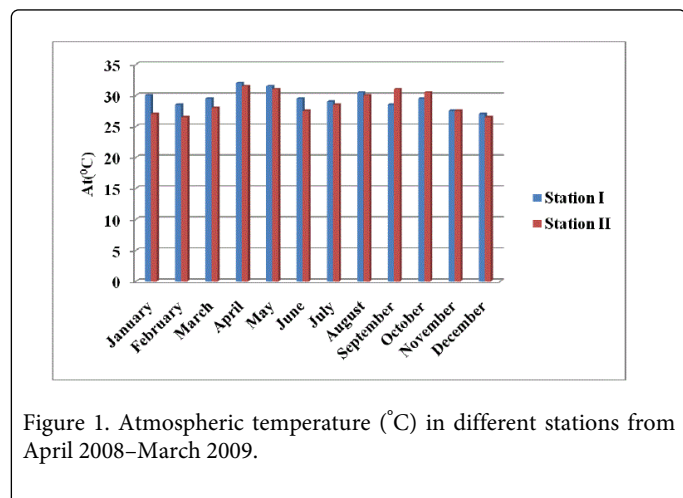 35
30
25
20
15
10
5
0
At(⁰C)
January
February
March
April
May
June
July
August
September
October
November
December
Station I
Station II
Figure 1. Atmospheric temperature (°C) in different stations from
April 2008–March 2009.